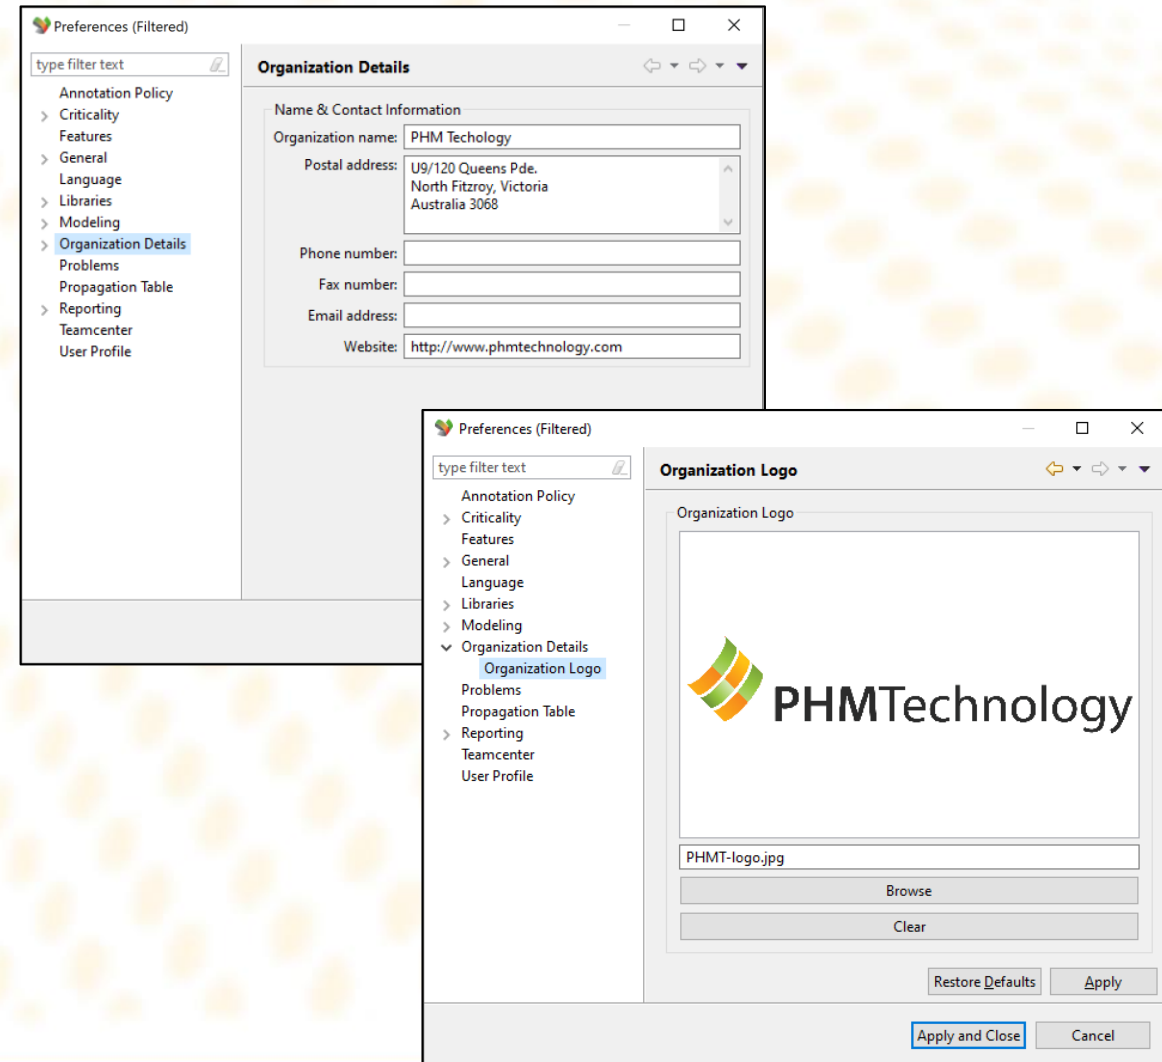 Preferences (Filtered)
type filter text
Annotation Policy
Criticality
Features
General
Language
Libraries
Modeling
Organization Details
Problems
Propagation Table
Reporting
Teamcenter
User Profile
Organization Details
Name & Contact Information
Organization name: PHM Techology
Postal address: U9/120 Queens Pde.
North Fitzroy, Victoria
Australia 3068
Phone number:
Fax number:
Email address:
Website: http://www.phmtechnology.com
Preferences (Filtered)
type filter text
Annotation Policy
Criticality
Features
General
Language
Libraries
Modeling
Organization Details
Organization Logo
Problems
Propagation Table
Reporting
Teamcenter
User Profile
Organization Logo
Organization Logo
PHMTechnology
PHMT-logo.jpg
Browse
Clear
Restore Defaults Apply
Apply and Close Cancel